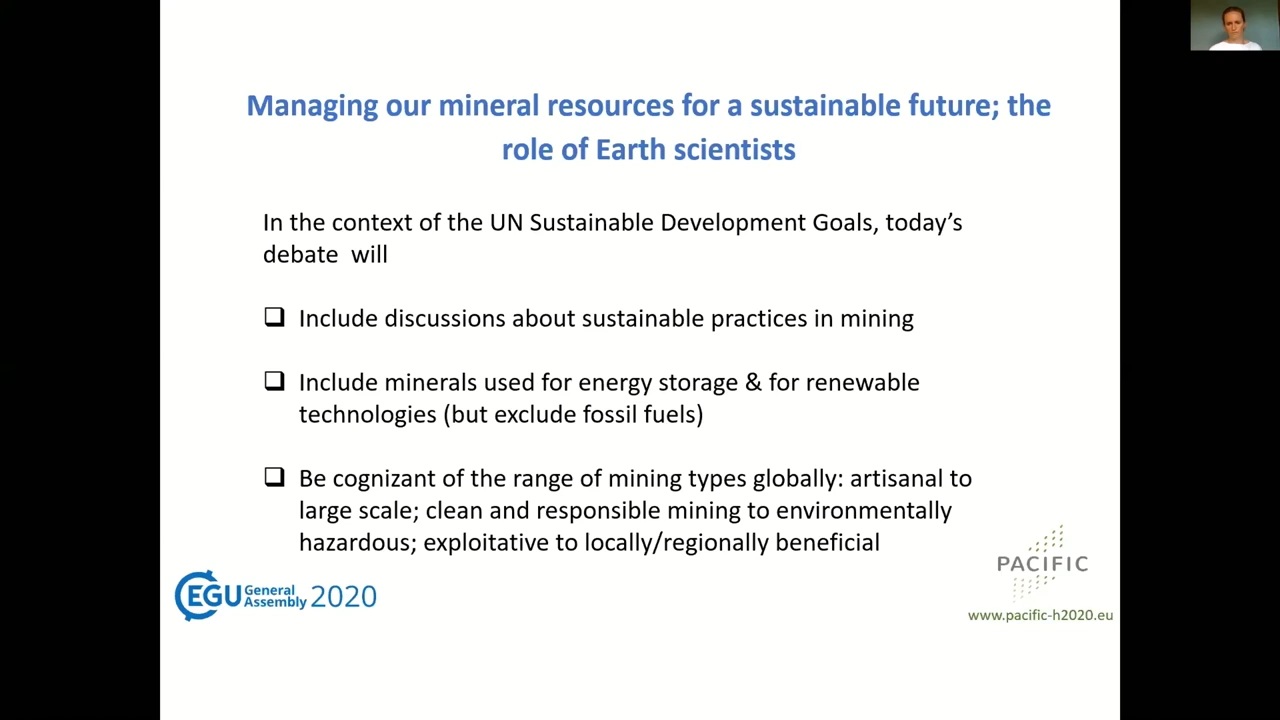 Managing our mineral resources for a sustainable future; the
role of Earth scientists
In the context of the UN Sustainable Development Goals, today’s
debate  will
Include discussions about sustainable practices in mining
Include minerals used for energy storage & for renewable
technologies (but exclude fossil fuels)
Be cognizant of the range of mining types globally: artisanal to
large scale; clean and responsible mining to environmentally
hazardous; exploitative to locally/regionally beneficial
EGU General Assembly 2020
PACIFIC
www.pacific-h2020.eu